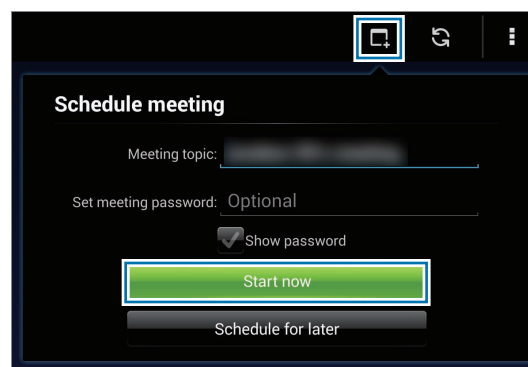 Schedule meeting
Meeting topic:
Set meeting password: Optional
Show password
Start now
Schedule for later